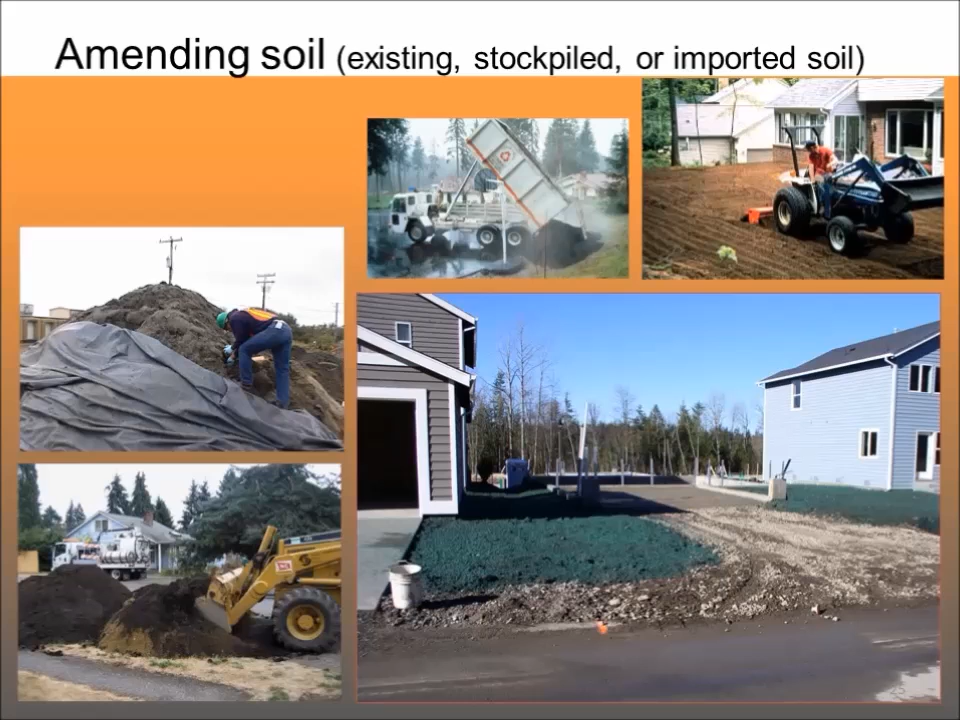 Amending soil (existing, stockpiled, or imported soil)